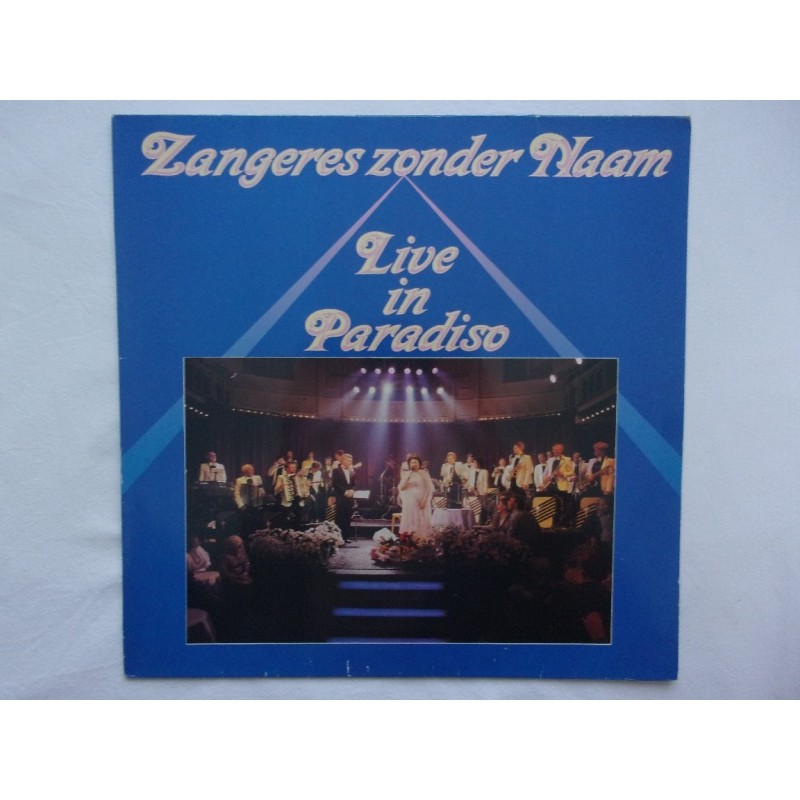 Zangeres zonder Naam
Live
in
Paradiso